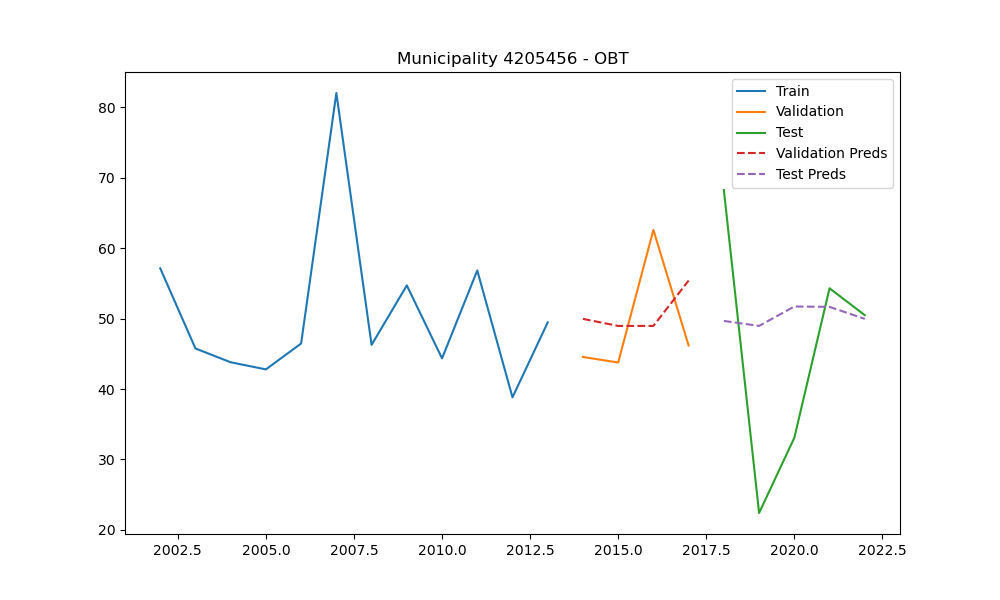 Municipality 4205456 - OBT
Train
Validation
Test
Validation Preds
Test Preds
80
70
60
50
40
30
20
2002.5 2005.0 2007.5 2010.0 2012.5 2015.0 2017.5 2020.0 2022.5